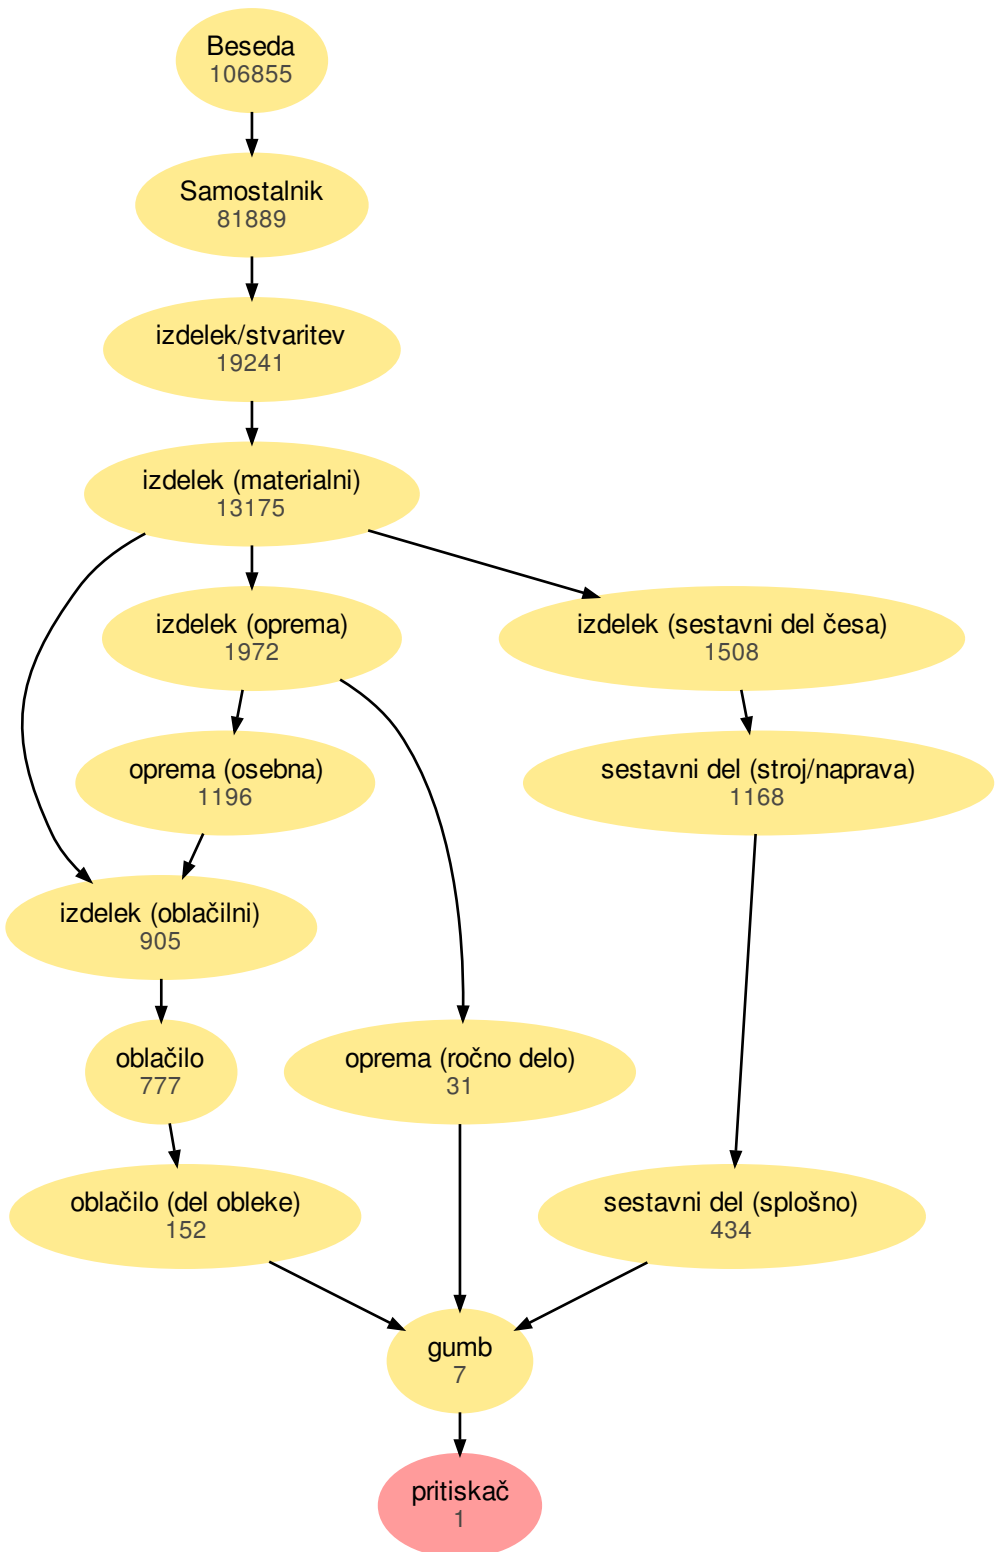 Beseda
106855
Samostalnik
81889
izdelek/stvaritev
19241
izdelek (materialni)
13175
izdelek (oprema)
1972
izdelek (sestavni del česa)
1508
oprema (osebna)
1196
sestavni del (stroj/naprava)
1168
izdelek (oblačilni)
905
oblačilo
777
oprema (ročno delo)
31
oblačilo (del obleke)
152
sestavni del (splošno)
434
gumb
7
pritiskač
1